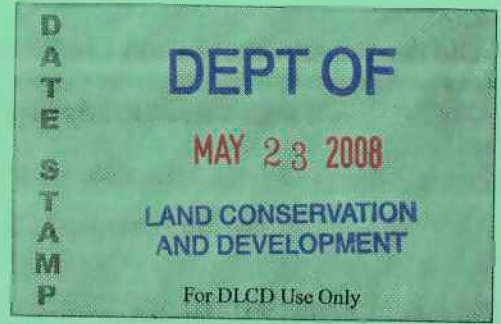 DATE STAMP
DEPT OF
MAY 23 2008
LAND CONSERVATION
AND DEVELOPMENT
For DLCD Use Only